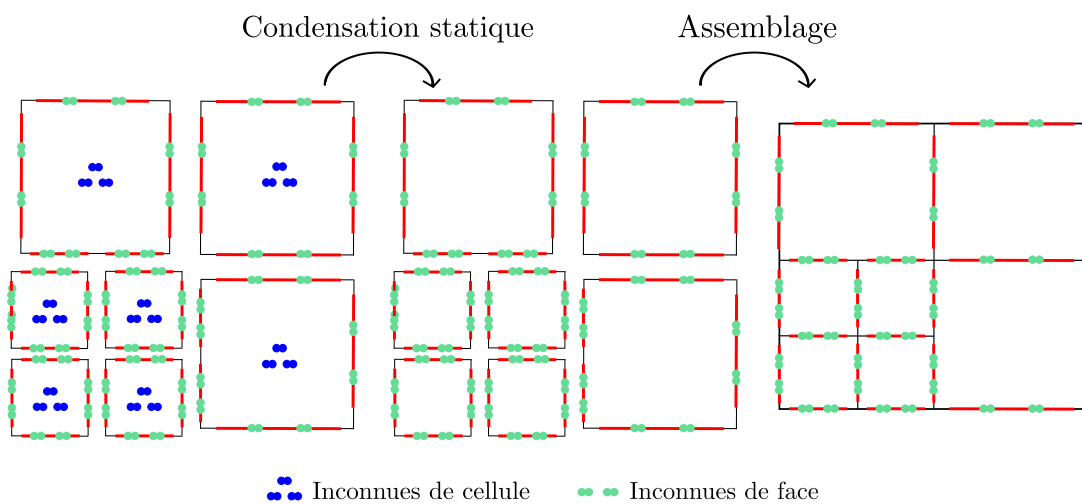 Condensation statique
Assemblage
Inconnues de cellule
Inconnues de face